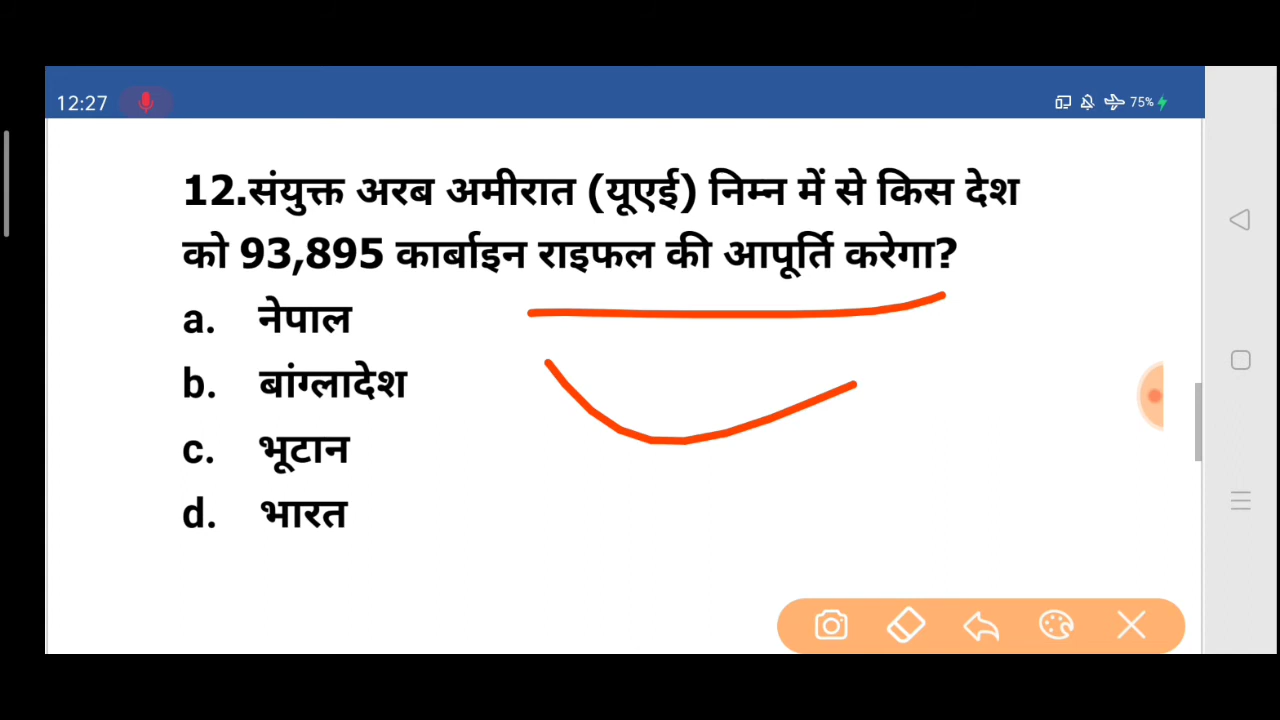 12:27
75%
12.संयुक्त अरब अमीरात (यूएई) निम्न में से किस देश
को 93,895 कार्बाइन राइफल की आपूर्ति करेगा?
a. नेपाल
b. बांग्लादेश
c. भूटान
d. भारत